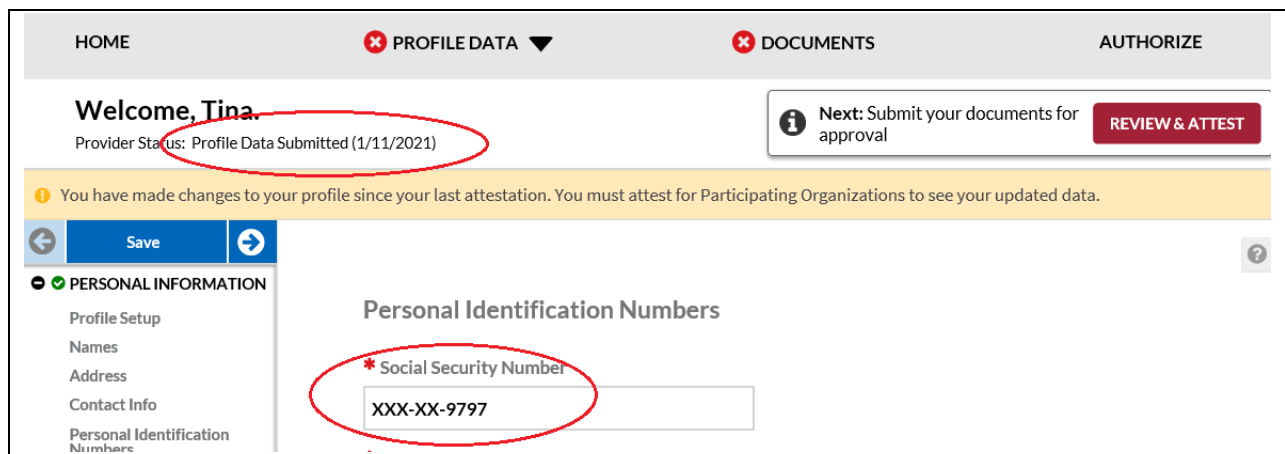 HOME PROFILE DATA DOCUMENTS AUTHORIZE
Welcome, Tina.
Provider Status: Profile Data Submitted (1/11/2021)
Next: Submit your documents for
approval
REVIEW & ATTEST
You have made changes to your profile since your last attestation. You must attest for Participating Organizations to see your updated data.
Save
PERSONAL INFORMATION
Profile Setup
Names
Address
Contact Info
Personal Identification
Numbers
Personal Identification Numbers
* Social Security Number
XXX-XX-9797